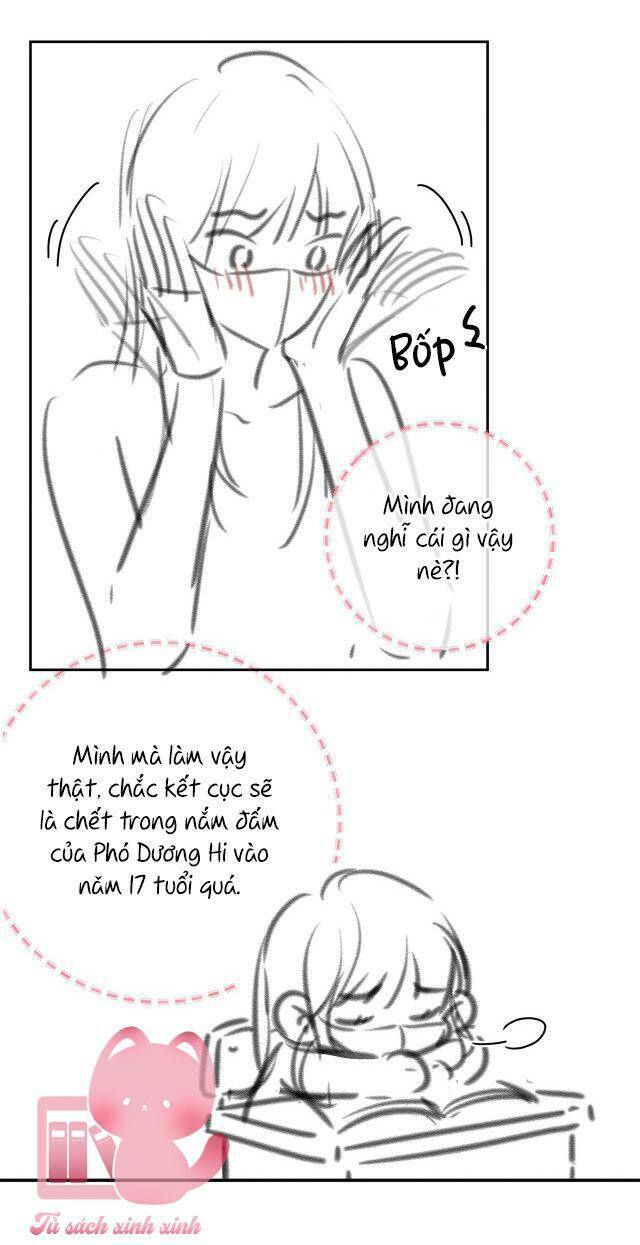 Bốp
Mình đang
nghĩ cái gì vậy
nè?!
Mình mà làm vậy
thật, chắc kết cục sẽ
là chết trong nắm đấm
của Phó Dương Hi vào
năm 17 tuổi quá.
Tủ sách xinh xinh